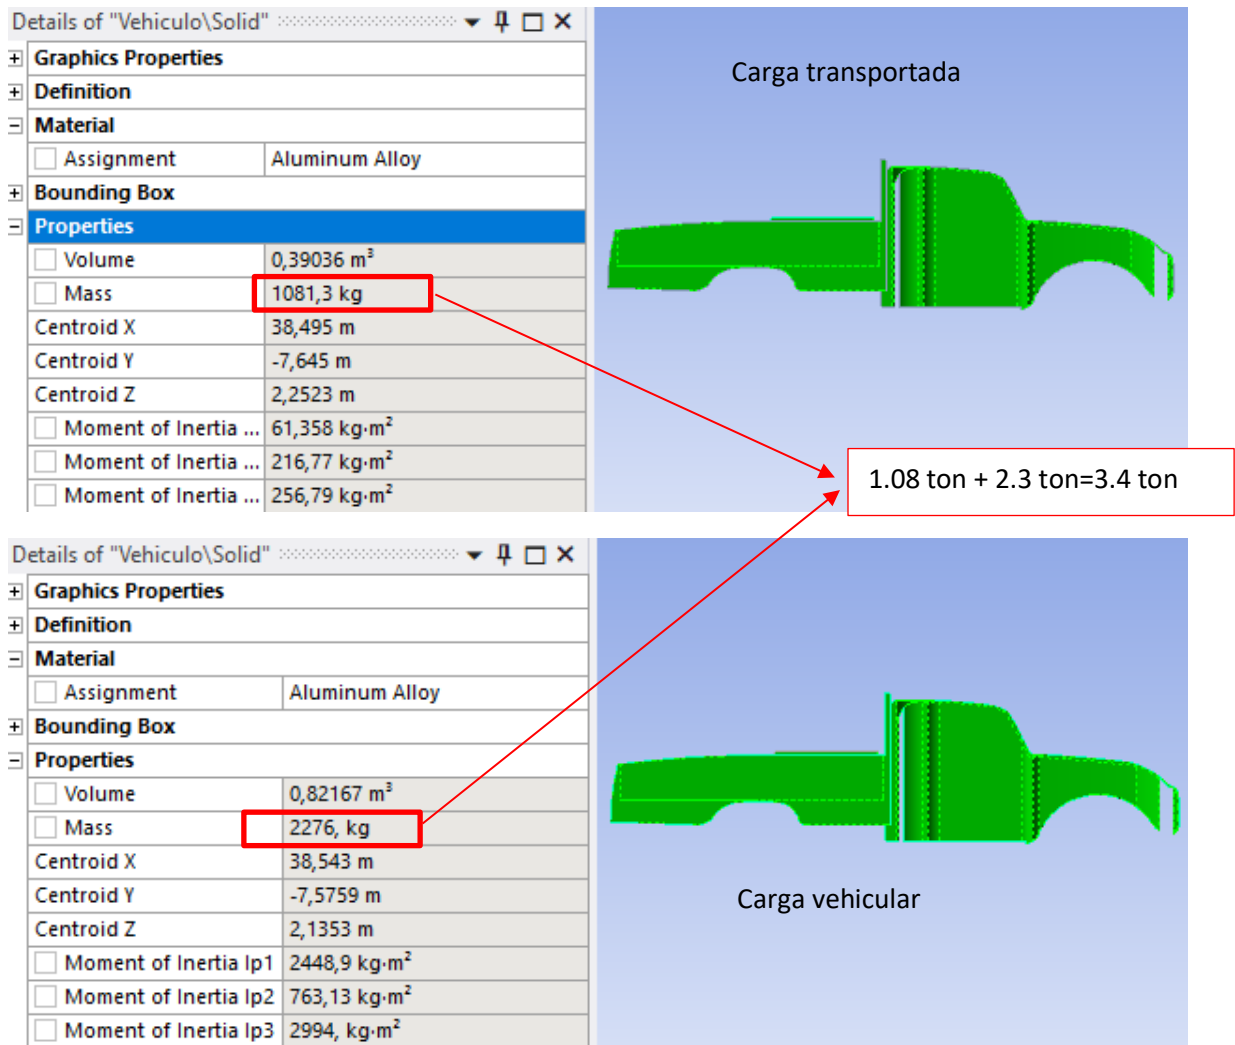 Details of "Vehiculo\Solid"
Graphics Properties
Definition
Material
Assignment Aluminum Alloy
Bounding Box
Properties
Volume 0,39036 m³
Mass 1081,3 kg
Centroid X 38,495 m
Centroid Y -7,645 m
Centroid Z 2,2523 m
Moment of Inertia ... 61,358 kg·m²
Moment of Inertia ... 216,77 kg·m²
Moment of Inertia ... 256,79 kg·m²
Carga transportada
1.08 ton + 2.3 ton=3.4 ton
Details of "Vehiculo\Solid"
Graphics Properties
Definition
Material
Assignment Aluminum Alloy
Bounding Box
Properties
Volume 0,82167 m³
Mass 2276, kg
Centroid X 38,543 m
Centroid Y -7,5759 m
Centroid Z 2,1353 m
Moment of Inertia Ip1 2448,9 kg·m²
Moment of Inertia Ip2 763,13 kg·m²
Moment of Inertia Ip3 2994, kg·m²
Carga vehicular